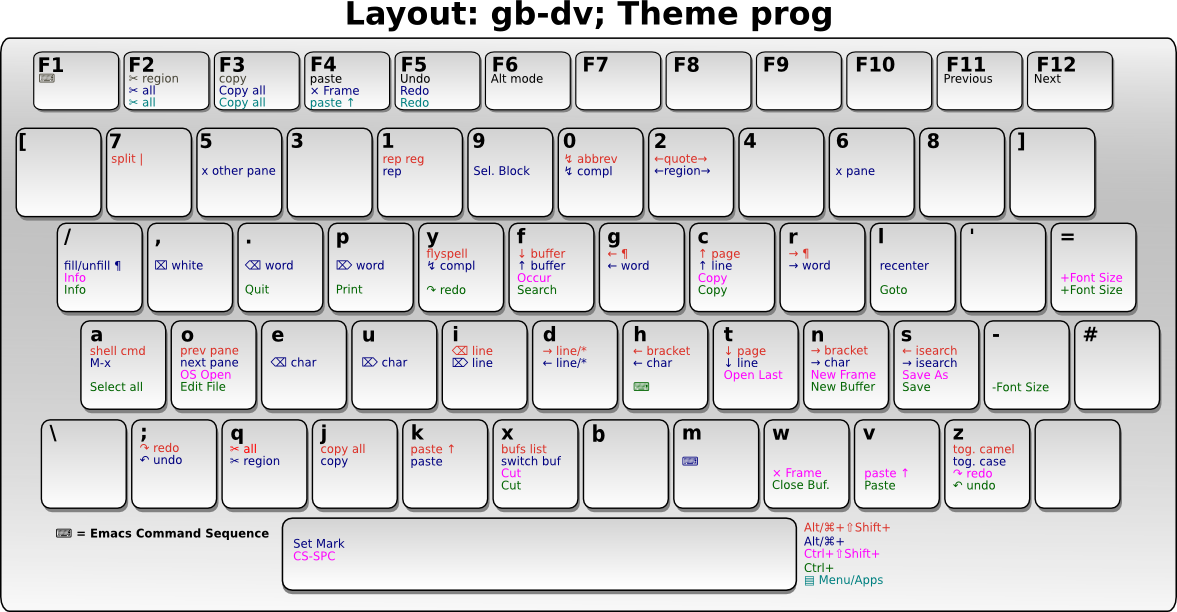 Layout: gb-dv; Theme prog
F1 F2 F3 F4 F5 F6 F7 F8 F9 F10 F11 F12
⌨ ✂ region copy paste Undo Alt mode Previous Next
✂ all Copy all × Frame Redo
✂ all Copy all paste ↑ Redo
[ 7 5 3 1 9 0 2 4 6 8 ]
split | rep reg ↯ abbrev ←quote→
x other pane rep Sel. Block ↯ compl ←region→ x pane
/ , . p y f g c r l ' =
flyspell ↓ buffer ← ¶ ↑ page → ¶
fill/unfill ¶ ⌧ white ⌫ word ⌦ word ↯ compl ↑ buffer ← word ↑ line → word recenter
Info Occur Copy +Font Size
Info Quit Print ↷ redo Search Copy Goto +Font Size
a o e u i d h t n s - #
shell cmd prev pane ⌫ line → line/* ← bracket ↓ page → bracket ← isearch
M-x next pane ⌫ char ⌦ char ⌦ line ← line/* ← char ↓ line → char → isearch
OS Open Open Last New Frame Save As
Select all Edit File ⌨ New Buffer Save -Font Size
\ ; q j k x b m w v z
↷ redo ✂ all copy all paste ↑ bufs list tog. camel
↶ undo ✂ region copy paste switch buf ⌨ tog. case
Cut × Frame paste ↑ ↷ redo
Cut Close Buf. Paste ↶ undo
⌨ = Emacs Command Sequence
Set Mark
CS-SPC
Alt/⌘+⇧Shift+
Alt/⌘+
Ctrl+⇧Shift+
Ctrl+
▤ Menu/Apps